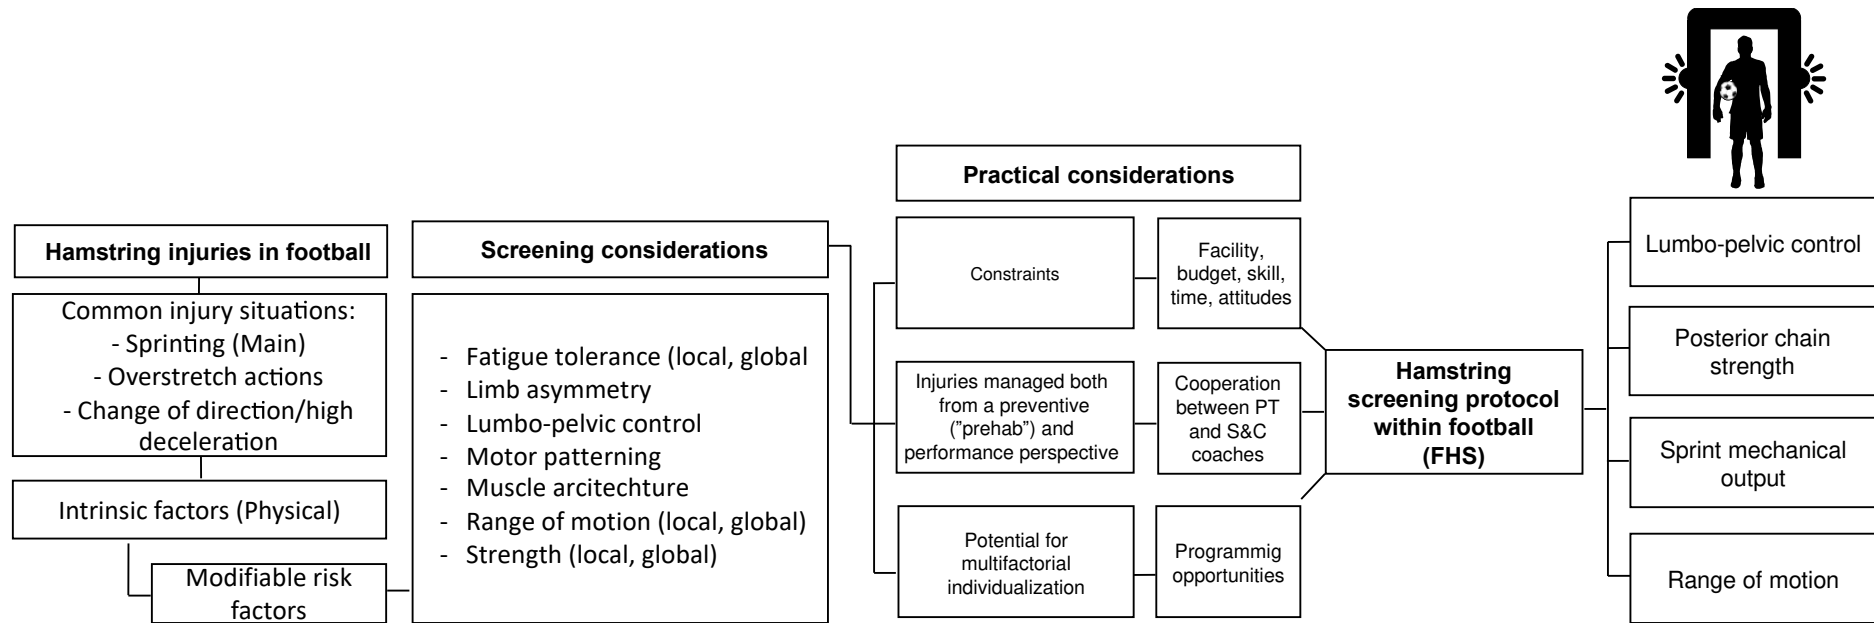 Hamstring injuries in football
Common injury situations:
- Sprinting (Main)
- Overstretch actions
- Change of direction/high
deceleration
Intrinsic factors (Physical)
Modifiable risk
factors
Screening considerations
- Fatigue tolerance (local, global
- Limb asymmetry
- Lumbo-pelvic control
- Motor patterning
- Muscle arcitechture
- Range of motion (local, global)
- Strength (local, global)
Practical considerations
Constraints
Facility,
budget, skill,
time, attitudes
Injuries managed both
from a preventive
("prehab") and
performance perspective
Cooperation
between PT
and S&C
coaches
Potential for
multifactorial
individualization
Programmig
opportunities
Hamstring
screening protocol
within football
(FHS)
Lumbo-pelvic control
Posterior chain
strength
Sprint mechanical
output
Range of motion